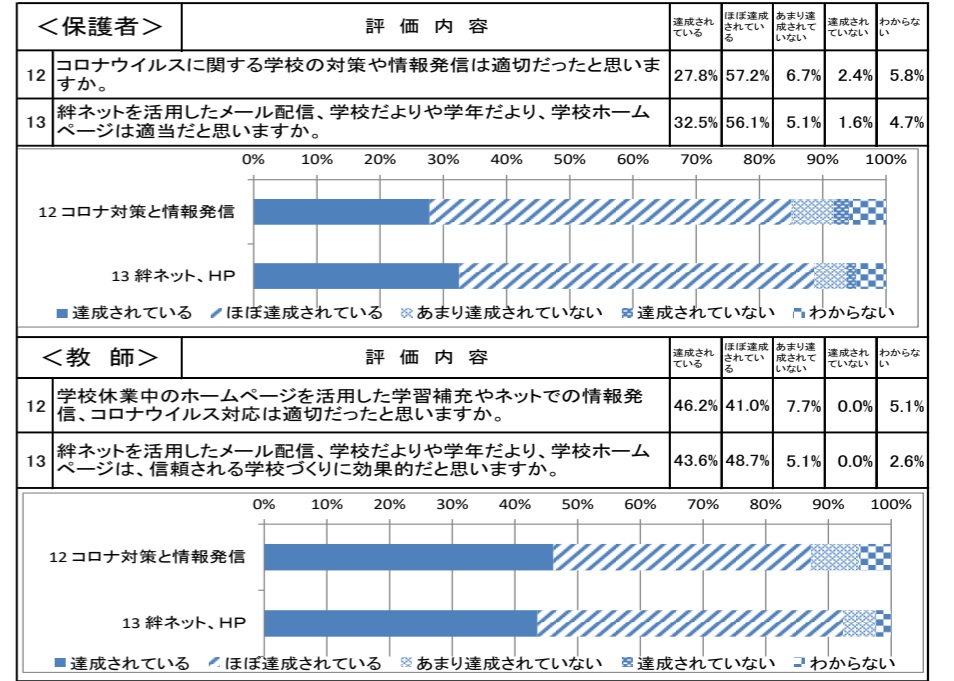 ＜保護者＞ 評 価 内 容 達成されている ほぼ達成されている あまり達成されていない 達成されていない わからない
12 コロナウイルスに関する学校の対策や情報発信は適切だったと思いま
すか。 27.8% 57.2% 6.7% 2.4% 5.8%
13 絆ネットを活用したメール配信、学校だよりや学年だより、学校ホーム
ページは適当だと思いますか。 32.5% 56.1% 5.1% 1.6% 4.7%
0% 10% 20% 30% 40% 50% 60% 70% 80% 90% 100%
12 コロナ対策と情報発信
13 絆ネット、HP
達成されている ほぼ達成されている あまり達成されていない 達成されていない わからない
＜教 師＞ 評 価 内 容 達成されている ほぼ達成されている あまり達成されていない 達成されていない わからない
12 学校休業中のホームページを活用した学習補充やネットでの情報発
信、コロナウイルス対応は適切だったと思いますか。 46.2% 41.0% 7.7% 0.0% 5.1%
13 絆ネットを活用したメール配信、学校だよりや学年だより、学校ホーム
ページは、信頼される学校づくりに効果的だと思いますか。 43.6% 48.7% 5.1% 0.0% 2.6%
0% 10% 20% 30% 40% 50% 60% 70% 80% 90% 100%
12 コロナ対策と情報発信
13 絆ネット、HP
達成されている ほぼ達成されている あまり達成されていない 達成されていない わからない